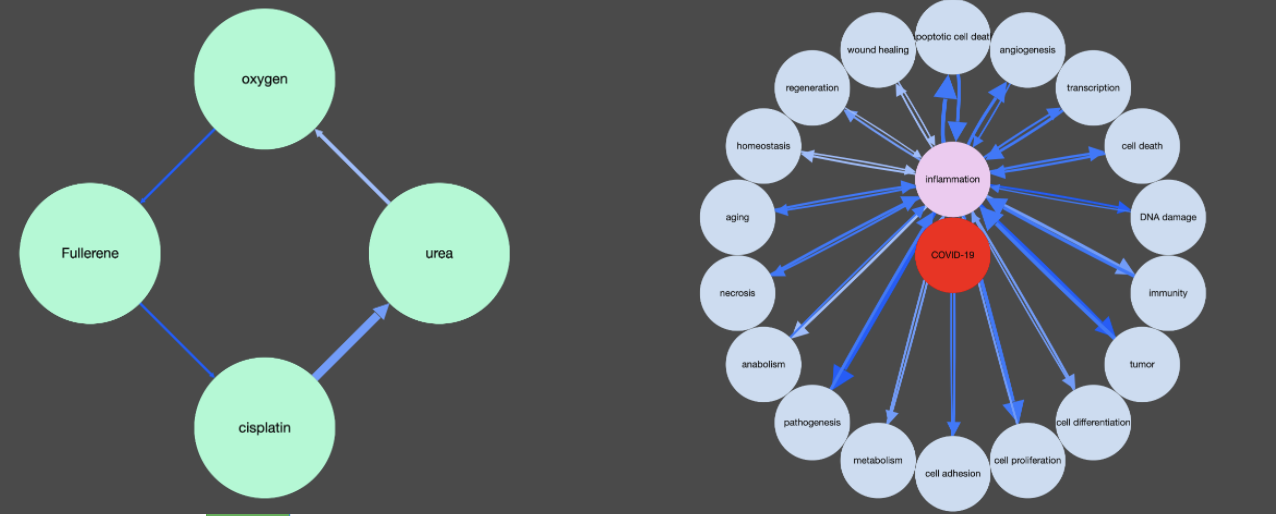 oxygen
Fullerene
urea
cisplatin
poptotic cell deat
wound healing
angiogenesis
regeneration
transcription
homeostasis
cell death
inflammation
aging
DNA damage
COVID-19
necrosis
immunity
anabolism
tumor
pathogenesis
cell differentiation
metabolism
cell adhesion
cell proliferation